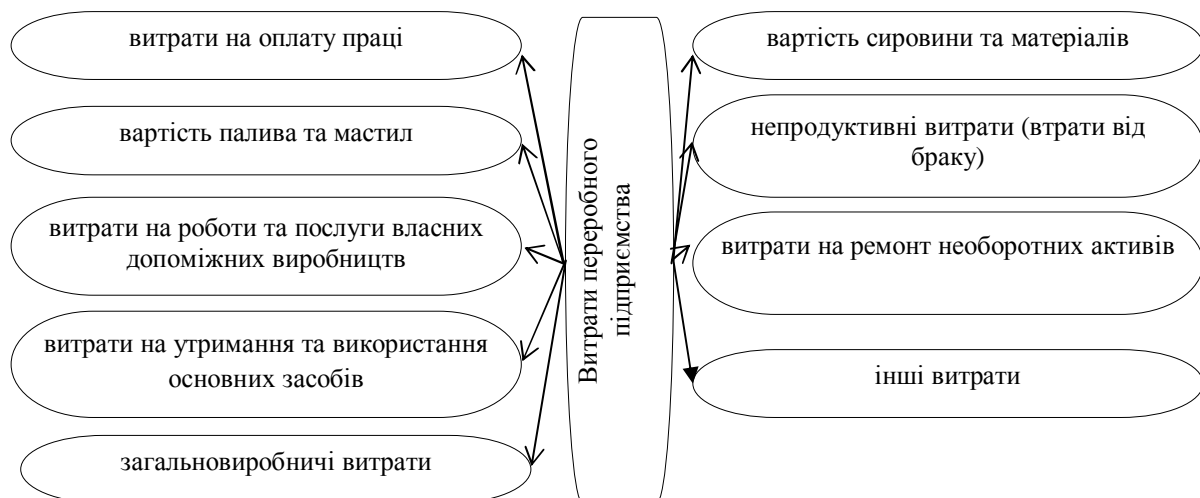 витрати на оплату праці
вартість палива та мастил
витрати на роботи та послуги власних
допоміжних виробництв
витрати на утримання та використання
основних засобів
загальновиробничі витрати
Витрати переробного
підприємства
вартість сировини та матеріалів
непродуктивні витрати (втрати від
браку)
витрати на ремонт необоротних активів
інші витрати